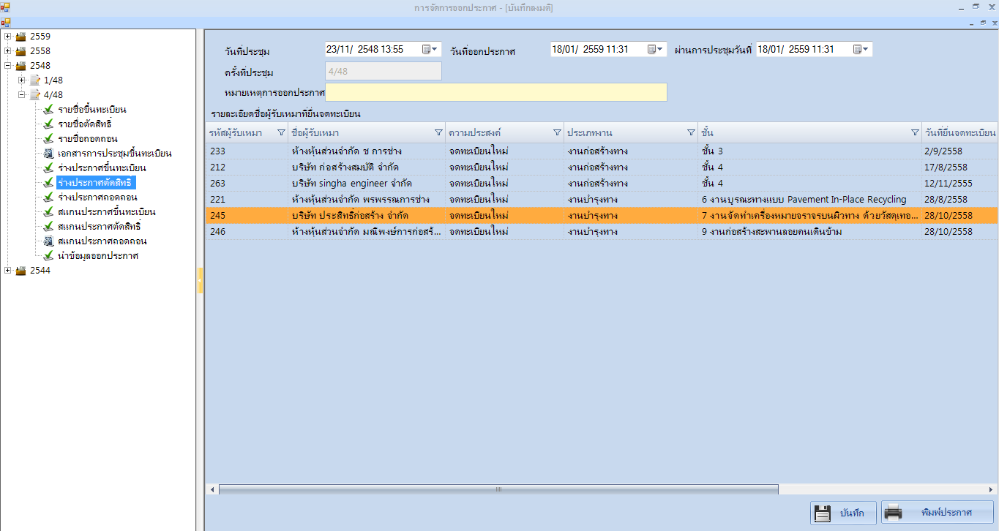 การจัดการออกประกาศ - [บันทึกลงมติ]
2559
2558
2548
1/48
4/48
รายชื่อขึ้นทะเบียน
รายชื่อตัดสิทธิ์
รายชื่อถอดถอน
เอกสารการประชุมขึ้นทะเบียน
ร่างประกาศขึ้นทะเบียน
ร่างประกาศตัดสิทธิ์
ร่างประกาศถอดถอน
สแกนประกาศขึ้นทะเบียน
สแกนประกาศตัดสิทธิ์
สแกนประกาศถอดถอน
นำข้อมูลออกประกาศ
2544
วันที่ประชุม 23/11/ 2548 13:55 วันที่ออกประกาศ 18/01/ 2559 11:31 ผ่านการประชุมวันที่ 18/01/ 2559 11:31
ครั้งที่ประชุม 4/48
หมายเหตุการออกประกาศ
รายละเอียดชื่อผู้รับเหมาที่ยื่นจดทะเบียน
รหัสผู้รับเหมา ชื่อผู้รับเหมา ความประสงค์ ประเภทงาน ชั้น วันที่ยื่นจดทะเบียน
233 ห้างหุ้นส่วนจำกัด ช การช่าง จดทะเบียนใหม่ งานก่อสร้างทาง ชั้น 3 2/9/2558
212 บริษัท ก่อสร้างสมบัติ จำกัด จดทะเบียนใหม่ งานก่อสร้างทาง ชั้น 4 17/8/2558
263 บริษัท singha engineer จำกัด จดทะเบียนใหม่ งานก่อสร้างทาง ชั้น 4 12/11/2555
221 ห้างหุ้นส่วนจำกัด พรพรรณการช่าง จดทะเบียนใหม่ งานบำรุงทาง 6 งานบูรณะทางแบบ Pavement In-Place Recycling 28/8/2558
245 บริษัท ประสิทธิ์ก่อสร้าง จำกัด จดทะเบียนใหม่ งานบำรุงทาง 7 งานจัดทำเครื่องหมายจราจรบนผิวทาง ด้วยวัสดุเทอ... 28/10/2558
246 ห้างหุ้นส่วนจำกัด มณีพงษ์การก่อสร้... จดทะเบียนใหม่ งานบำรุงทาง 9 งานก่อสร้างสะพานลอยคนเดินข้าม 28/10/2558
บันทึก พิมพ์ประกาศ